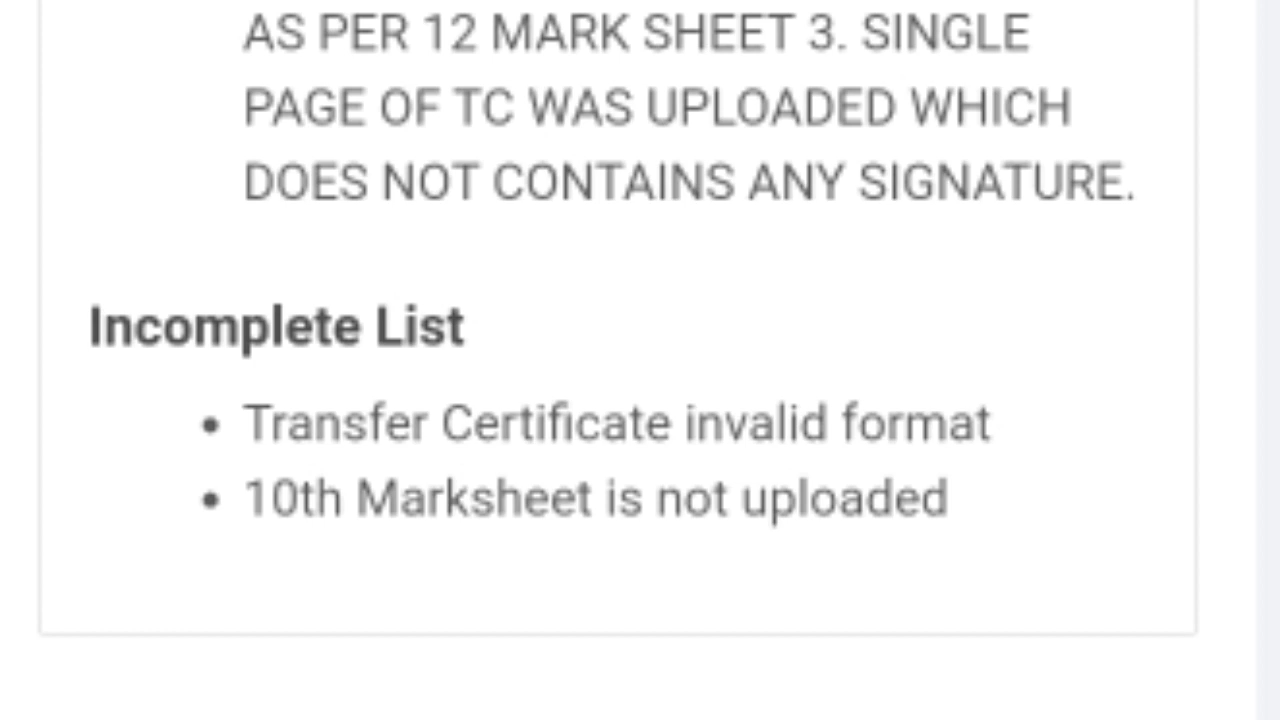 AS PER 12 MARK SHEET 3. SINGLE
PAGE OF TC WAS UPLOADED WHICH
DOES NOT CONTAINS ANY SIGNATURE.
Incomplete List
• Transfer Certificate invalid format
• 10th Marksheet is not uploaded